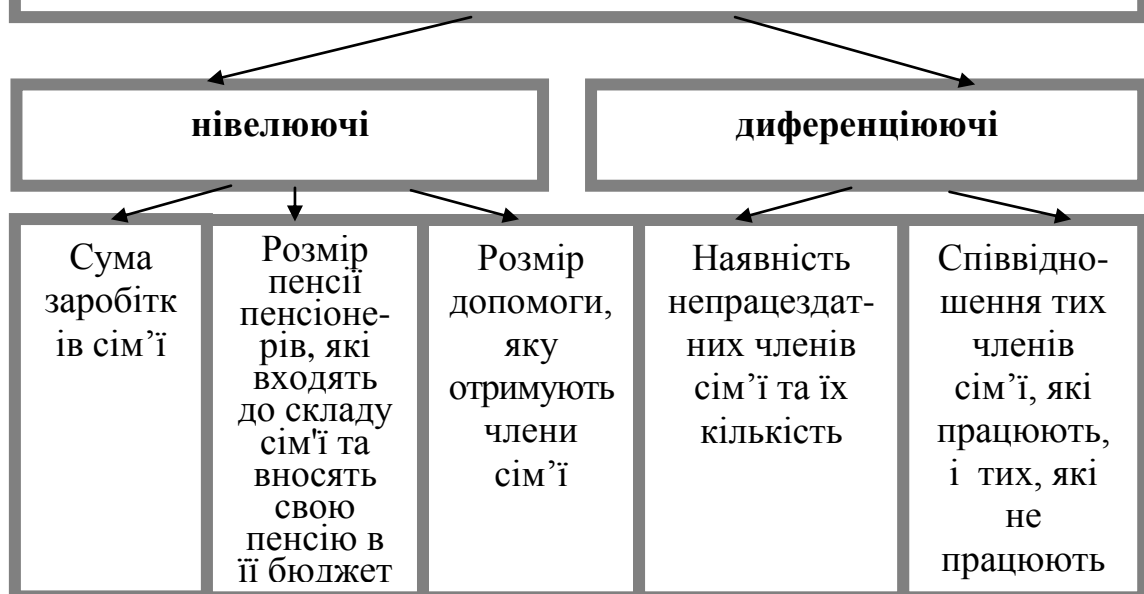 нівелюючі
диференціюючі
Сума
заробітк
ів сім’ї
Розмір
пенсії
пенсіоне-
рів, які
входять
до складу
сім'ї та
вносять
свою
пенсію в
її бюджет
Розмір
допомоги,
яку
отримують
члени
сім’ї
Наявність
непрацездат-
них членів
сім’ї та їх
кількість
Співвідно-
шення тих
членів
сім’ї, які
працюють,
і тих, які
не
працюють